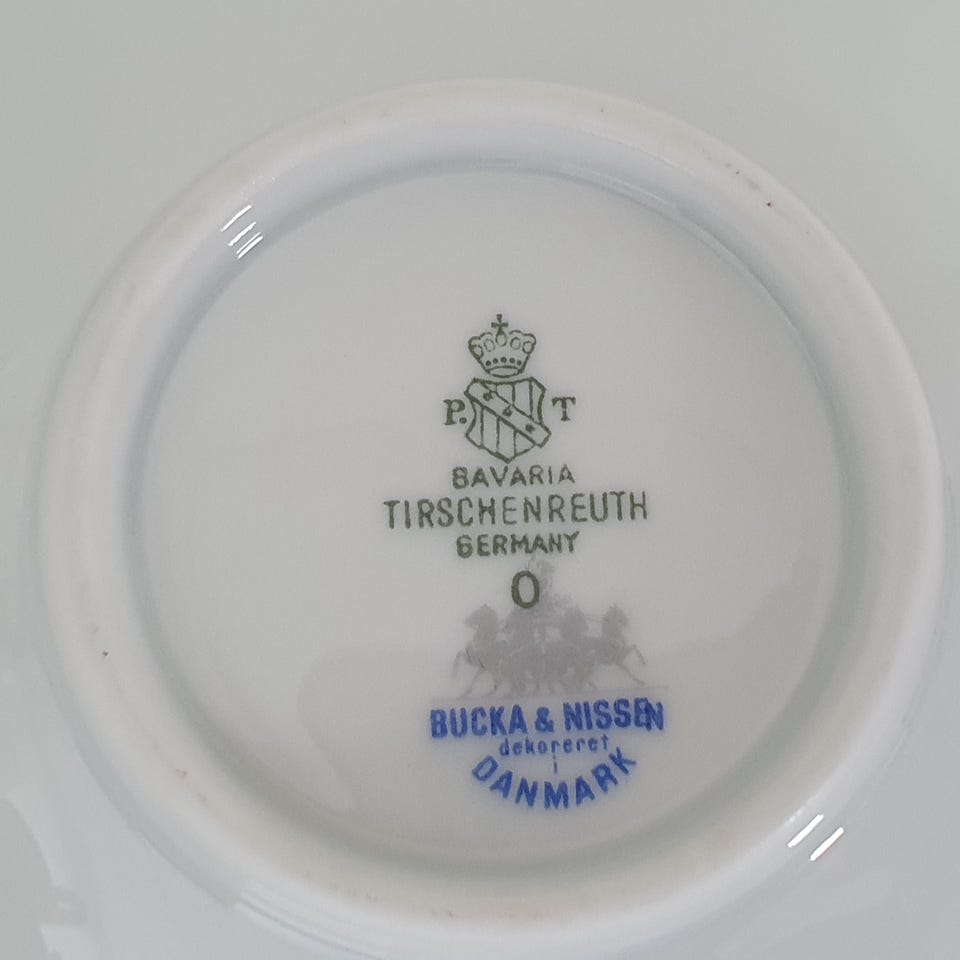 P. T
BAVARIA
TIRSCHENREUTH
GERMANY
O
BUCKA & NISSEN
dekoreret
i
DANMARK